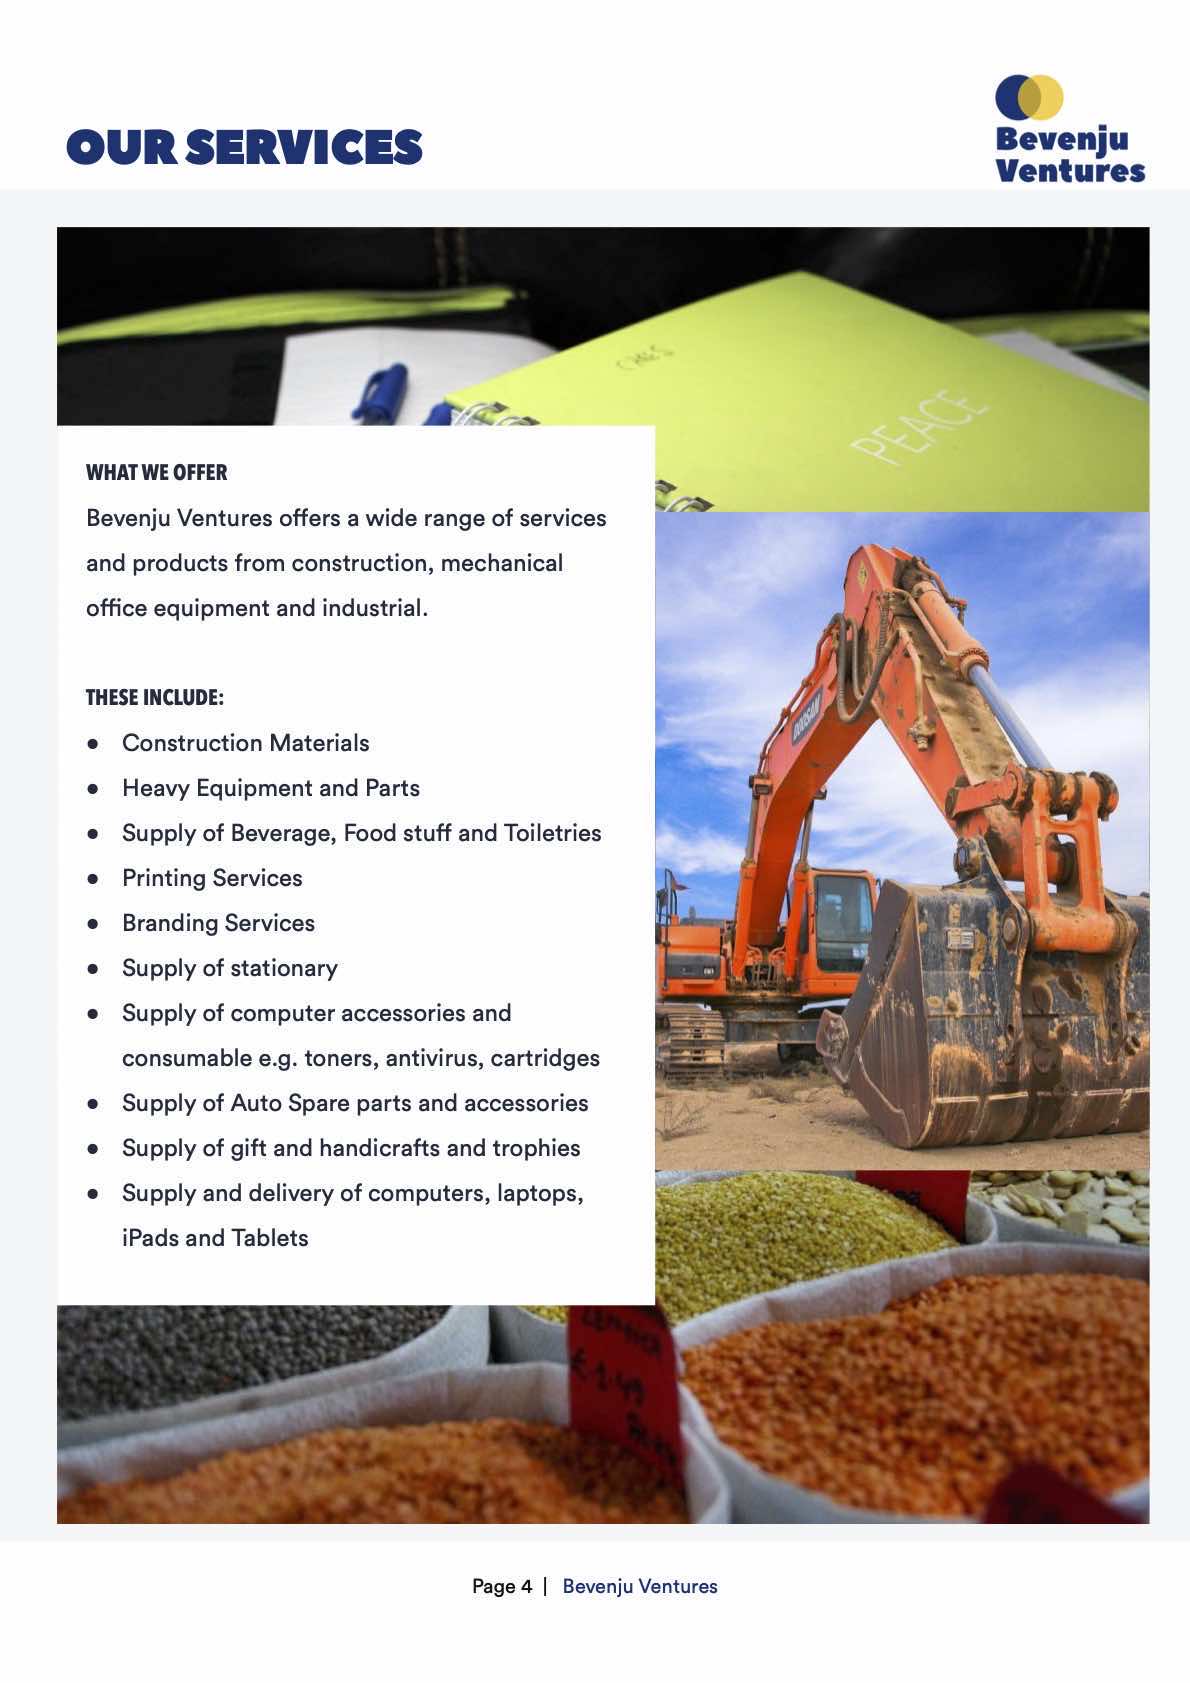 OUR SERVICES
Bevenju
Ventures
PEACE
WHAT WE OFFER
Bevenju Ventures offers a wide range of services
and products from construction, mechanical
office equipment and industrial.
THESE INCLUDE:
● Construction Materials
● Heavy Equipment and Parts
● Supply of Beverage, Food stuff and Toiletries
● Printing Services
● Branding Services
● Supply of stationary
● Supply of computer accessories and
consumable e.g. toners, antivirus, cartridges
● Supply of Auto Spare parts and accessories
● Supply of gift and handicrafts and trophies
● Supply and delivery of computers, laptops,
iPads and Tablets
DOOSAN
€1.49
Page 4 | Bevenju Ventures